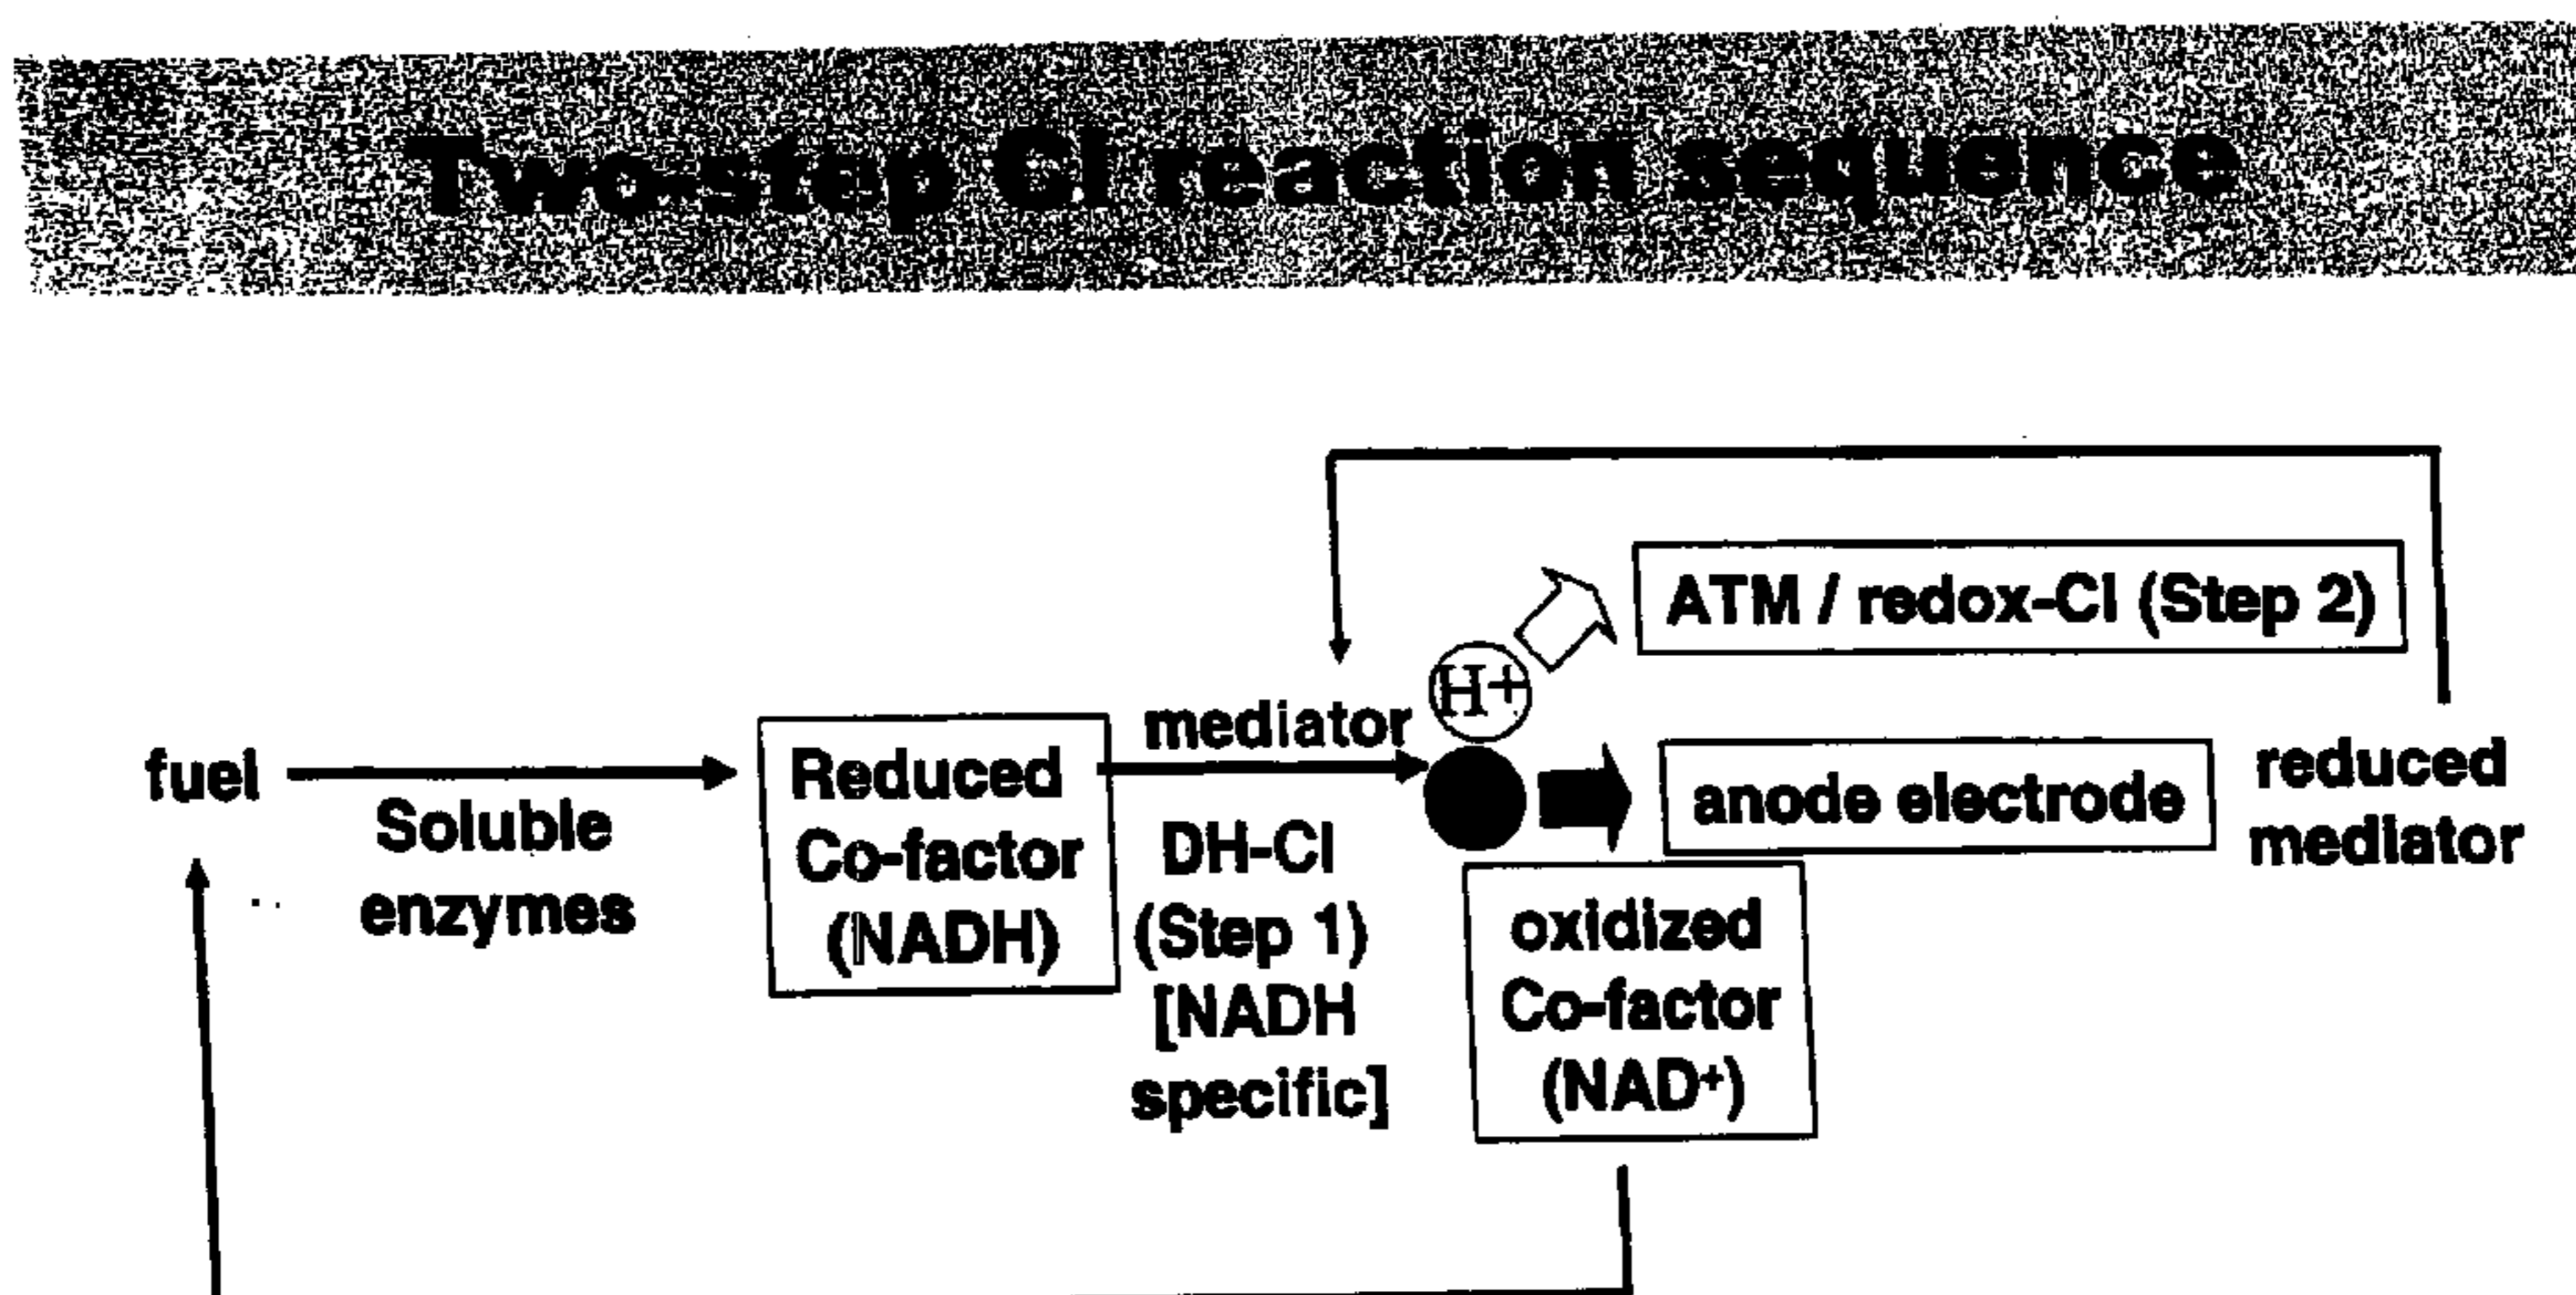 Two-step CI reaction sequence
ATM / redox-CI (Step 2)
H+
mediator
fuel
Soluble
enzymes
Reduced
Co-factor
(NADH)
DH-CI
(Step 1)
[NADH
specific]
anode electrode
reduced
mediator
oxidized
Co-factor
(NAD⁺)